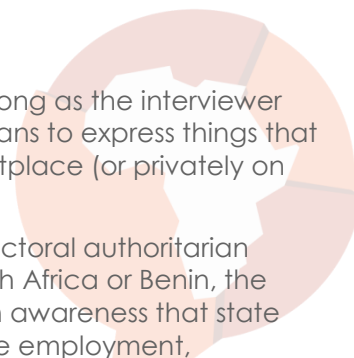 ong as the interviewer
ans to express things that
tplace (or privately on
ctoral authoritarian
h Africa or Benin, the
awareness that state
e employment,